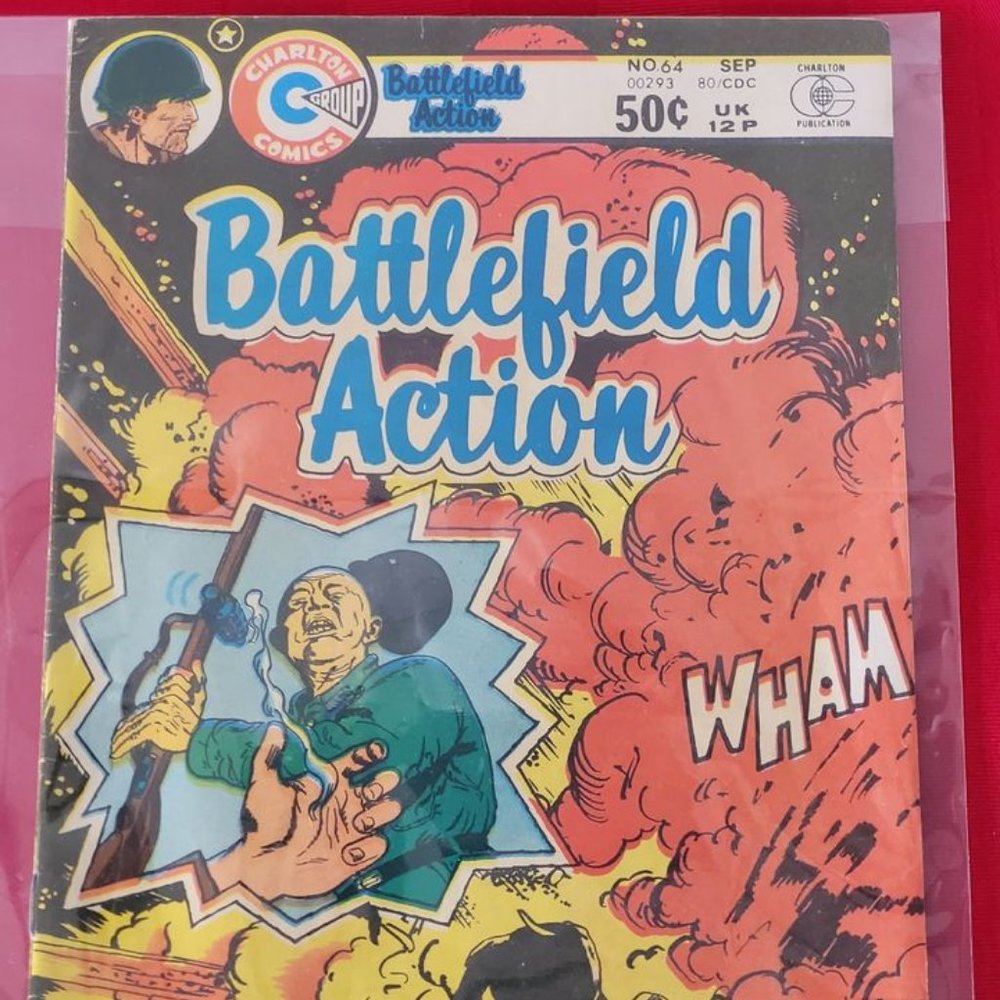 CHARLTON
COMICS
GROUP
Battlefield
Action
NO.64 SEP
00293 80/CDC
50¢ UK
12P
CHARLTON
PUBLICATION
Battlefield
Action
WHAM